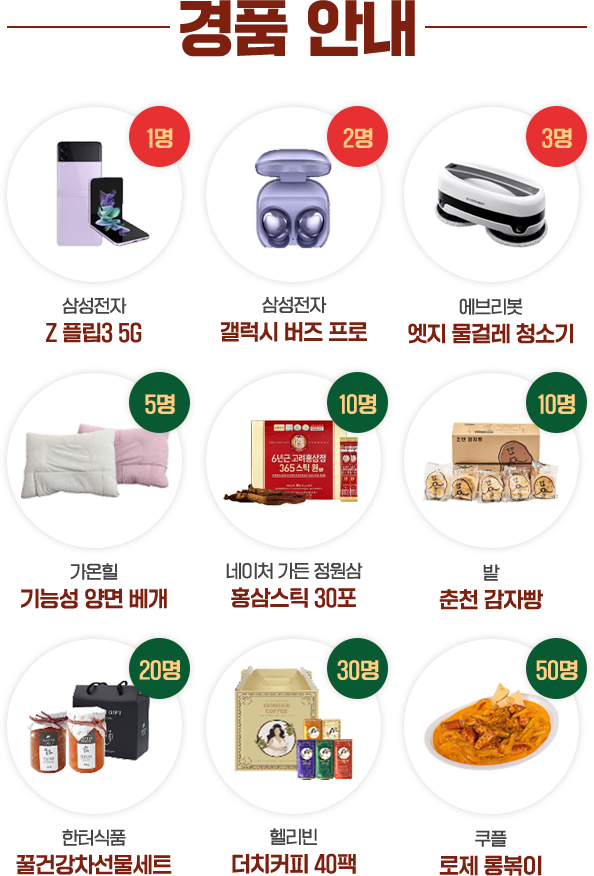 경품 안내
1명
2명
3명
삼성전자
Z 플립3 5G
삼성전자
갤럭시 버즈 프로
에브리봇
엣지 물걸레 청소기
5명
10명
10명
6년근 고려홍삼정
365스틱 원
가온힐
기능성 양면 베개
네이처 가든 정원삼
홍삼스틱 30포
밭
춘천 감자빵
20명
30명
50명
COFFEE
한터식품
꿀건강차선물세트
헬리빈
더치커피 40팩
쿠플
로제 롱볶이